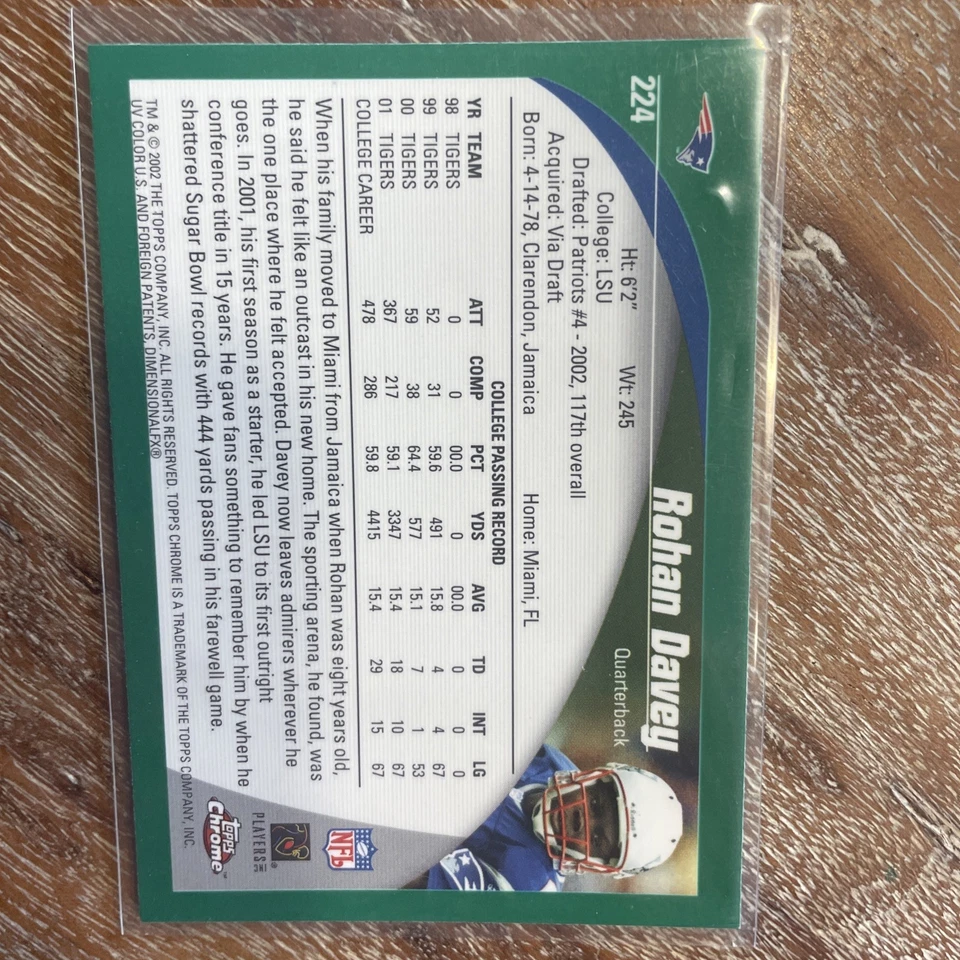 224
Rohan Davey
Quarterback
Ht: 6'2" Wt: 245
College: LSU
Drafted: Patriots #4 - 2002, 117th overall
Acquired: Via Draft
Born: 4-14-78, Clarendon, Jamaica Home: Miami, FL
COLLEGE PASSING RECORD
YR TEAM ATT COMP PCT YDS AVG TD INT LG
98 TIGERS 0 0 00.0 0 00.0 0 0 0
99 TIGERS 52 31 59.6 491 15.8 4 4 67
00 TIGERS 59 38 64.4 577 15.1 7 1 53
01 TIGERS 367 217 59.1 3347 15.4 18 10 67
COLLEGE CAREER 478 286 59.8 4415 15.4 29 15 67
When his family moved to Miami from Jamaica when Rohan was eight years old,
he said he felt like an outcast in his new home. The sporting arena, he found, was
the one place where he felt accepted. Davey now leaves admirers wherever he
goes. In 2001, his first season as a starter, he led LSU to its first outright
conference title in 15 years. He gave fans something to remember him by when he
shattered Sugar Bowl records with 444 yards passing in his farewell game.
TM & © 2002 THE TOPPS COMPANY, INC. ALL RIGHTS RESERVED. TOPPS CHROME IS A TRADEMARK OF THE TOPPS COMPANY, INC.
UV COLOR U.S. AND FOREIGN PATENTS, DIMENSIONALFX®
NFL
PLAYERS INC
Topps Chrome™